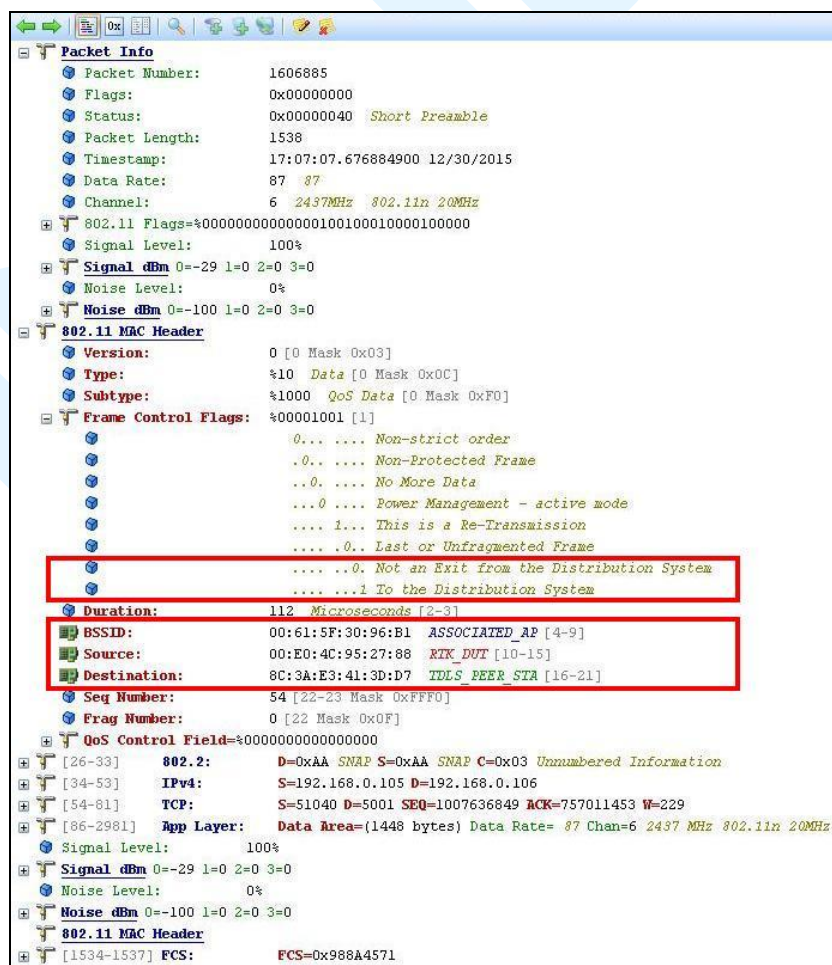 0x
Packet Info
Packet Number: 1606885
Flags: 0x00000000
Status: 0x00000040 Short Preamble
Packet Length: 1538
Timestamp: 17:07:07.676884900 12/30/2015
Data Rate: 87 87
Channel: 6 2437MHz 802.11n 20MHz
802.11 Flags=%00000000000000100100010000100000
Signal Level: 100%
Signal dBm 0=-29 1=0 2=0 3=0
Noise Level: 0%
Noise dBm 0=-100 1=0 2=0 3=0
802.11 MAC Header
Version: 0 [0 Mask 0x03]
Type: %10 Data [0 Mask 0x0C]
Subtype: %1000 QoS Data [0 Mask 0xF0]
Frame Control Flags: %00001001 [1]
0... .... Non-strict order
.0.. .... Non-Protected Frame
..0. .... No More Data
...0 .... Power Management - active mode
.... 1... This is a Re-Transmission
.... .0.. Last or Unfragmented Frame
.... ..0. Not an Exit from the Distribution System
.... ...1 To the Distribution System
Duration: 112 Microseconds [2-3]
BSSID: 00:61:5F:30:96:B1 ASSOCIATED_AP [4-9]
Source: 00:E0:4C:95:27:88 RTK_DUT [10-15]
Destination: 8C:3A:E3:41:3D:D7 TDLS_PEER_STA [16-21]
Seq Number: 54 [22-23 Mask 0xFFF0]
Frag Number: 0 [22 Mask 0x0F]
QoS Control Field=%0000000000000000
[26-33] 802.2: D=0xAA SNAP S=0xAA SNAP C=0x03 Unnumbered Information
[34-53] IPv4: S=192.168.0.105 D=192.168.0.106
[54-81] TCP: S=51040 D=5001 SEQ=1007636849 ACK=757011453 W=229
[86-2981] App Layer: Data Area=(1448 bytes) Data Rate= 87 Chan=6 2437 MHz 802.11n 20MHz
Signal Level: 100%
Signal dBm 0=-29 1=0 2=0 3=0
Noise Level: 0%
Noise dBm 0=-100 1=0 2=0 3=0
802.11 MAC Header
[1534-1537] FCS: FCS=0x988A4571